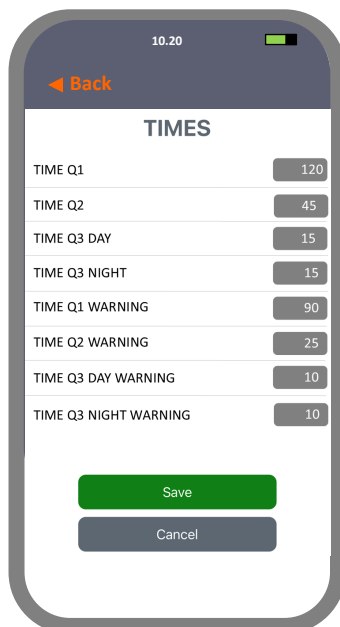 10.20
◀ Back
TIMES
TIME Q1 120
TIME Q2 45
TIME Q3 DAY 15
TIME Q3 NIGHT 15
TIME Q1 WARNING 90
TIME Q2 WARNING 25
TIME Q3 DAY WARNING 10
TIME Q3 NIGHT WARNING 10
Save
Cancel